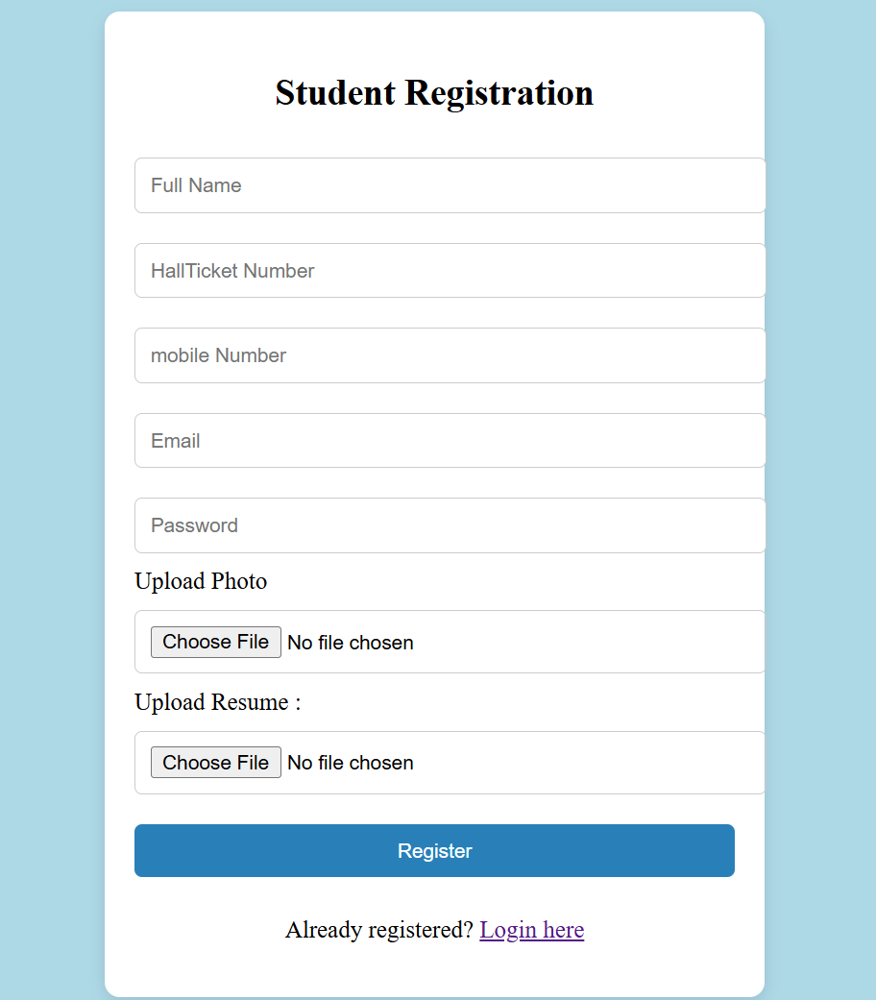 Student Registration
Full Name
HallTicket Number
mobile Number
Email
Password
Upload Photo
Choose File No file chosen
Upload Resume :
Choose File No file chosen
Register
Already registered? Login here